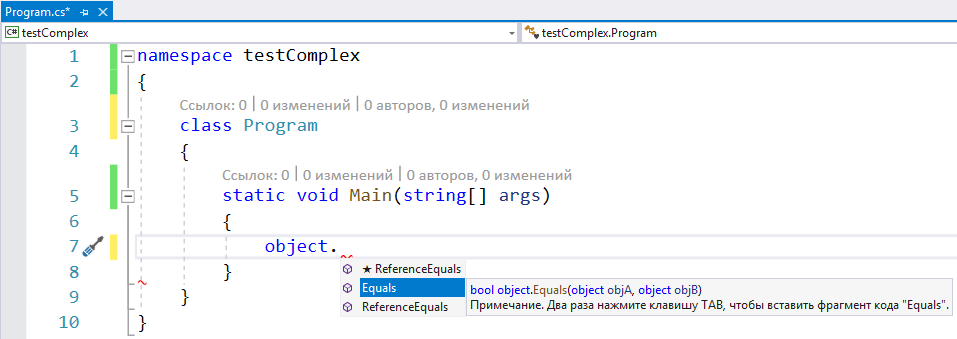 Program.cs*
C# testComplex testComplex.Program
1 namespace testComplex
2 {
Ссылок: 0 | 0 изменений | 0 авторов, 0 изменений
3 class Program
4 {
Ссылок: 0 | 0 изменений | 0 авторов, 0 изменений
5 static void Main(string[] args)
6 {
7 object.
★ ReferenceEquals
8 }
Equals bool object.Equals(object objA, object objB)
9 }
ReferenceEquals Примечание. Два раза нажмите клавишу TAB, чтобы вставить фрагмент кода "Equals".
10 }